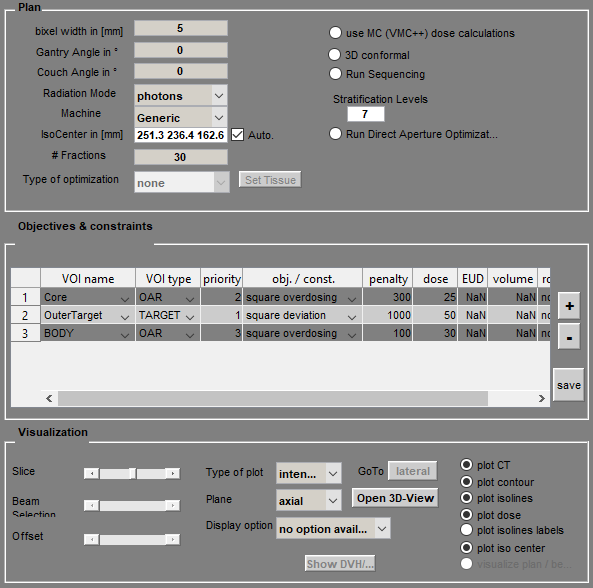 Plan
bixel width in [mm] 5
use MC (VMC++) dose calculations
Gantry Angle in ° 0
3D conformal
Couch Angle in ° 0
Run Sequencing
Radiation Mode photons
Stratification Levels
Machine Generic
7
IsoCenter in [mm] 251.3 236.4 162.6 Auto.
Run Direct Aperture Optimizat...
# Fractions 30
Type of optimization none Set Tissue
Objectives & constraints
VOI name VOI type priority obj. / const. penalty dose EUD volume ro
1 Core OAR 2 square overdosing 300 25 NaN NaN no
2 OuterTarget TARGET 1 square deviation 1000 50 NaN NaN no
3 BODY OAR 3 square overdosing 100 30 NaN NaN no
+
-
save
Visualization
Slice
Beam
Selection
Offset
Type of plot inten...
GoTo lateral
Plane axial
Open 3D-View
Display option no option avail...
Show DVH/...
plot CT
plot contour
plot isolines
plot dose
plot isolines labels
plot iso center
visualize plan / be...